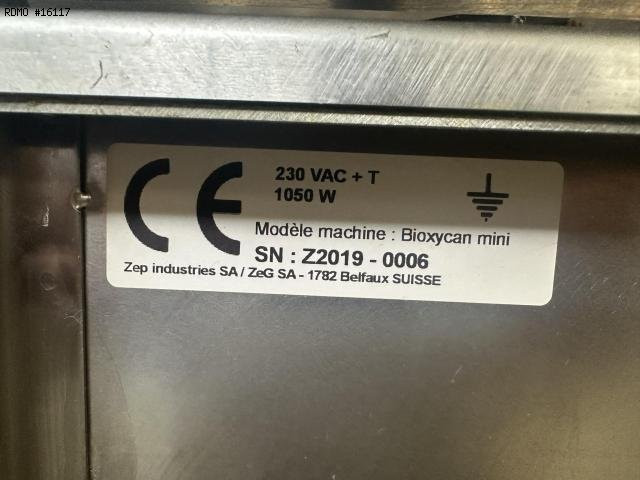 RDMO #16117
CE
230 VAC + T
1050 W
Modèle machine : Bioxycan mini
SN : Z2019 - 0006
Zep industries SA / ZeG SA - 1782 Belfaux SUISSE